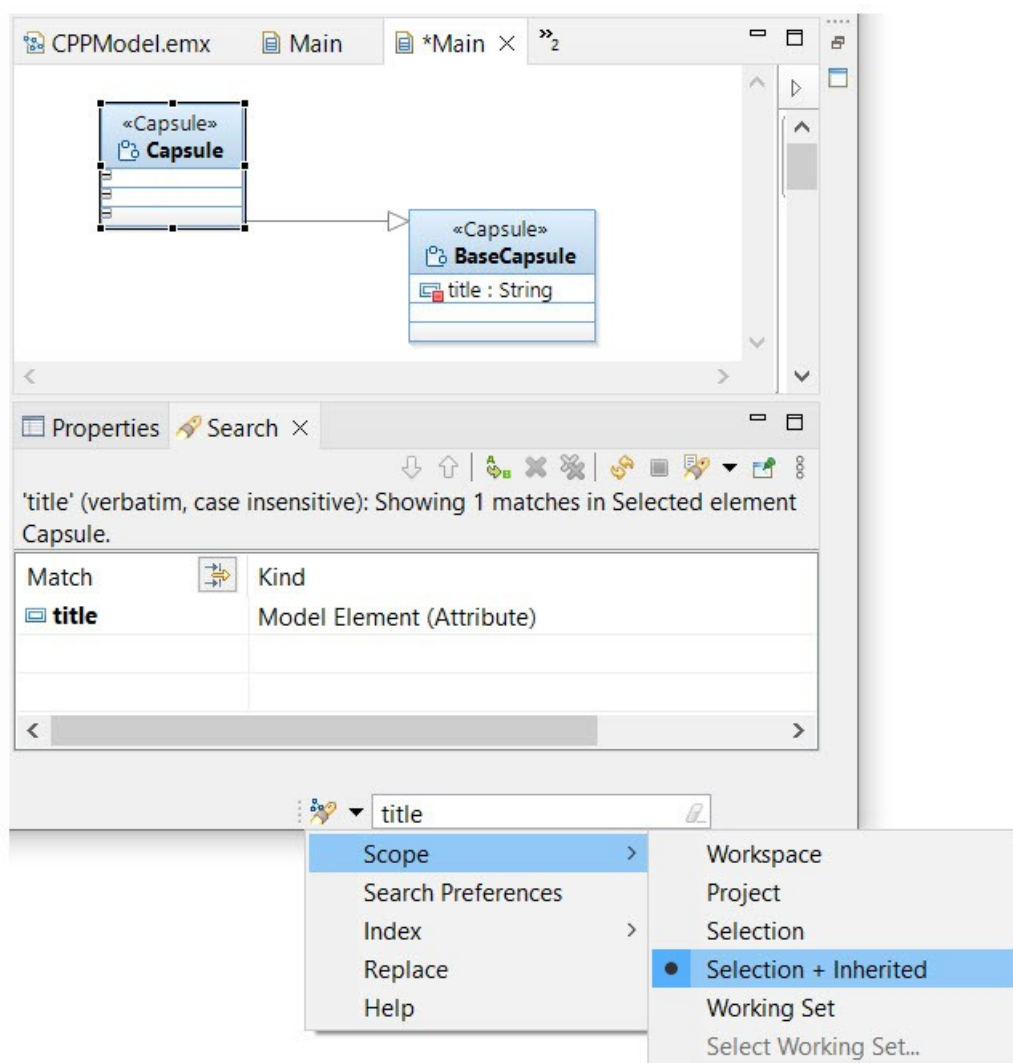 CPPModel.emx Main *Main »2
«Capsule»
Capsule
«Capsule»
BaseCapsule
title : String
Properties Search
'title' (verbatim, case insensitive): Showing 1 matches in Selected element
Capsule.
Match Kind
title Model Element (Attribute)
title
Scope
Search Preferences
Index
Replace
Help
Workspace
Project
Selection
Selection + Inherited
Working Set
Select Working Set...